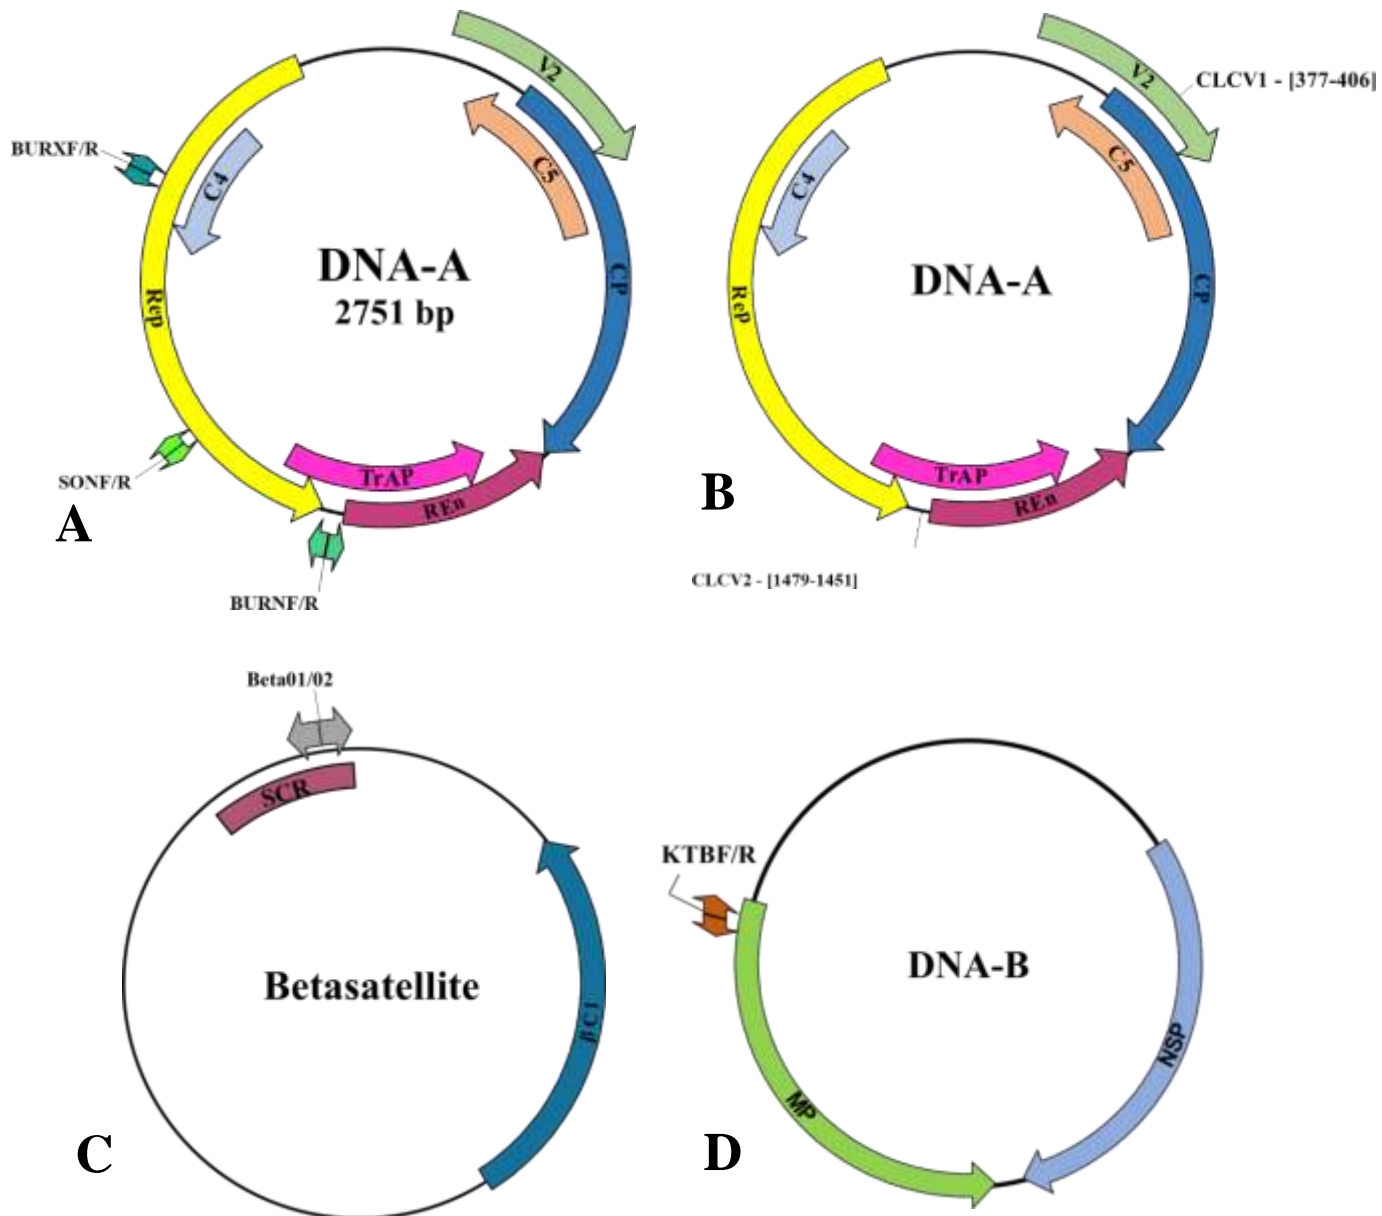 V2
BURXF/R
C4
C5
DNA-A
2751 bp
Rep
CP
SONF/R
TrAP
REn
A
BURNF/R
V2
CLCV1 - [377-406]
C4
C5
DNA-A
Rep
CP
TrAP
REn
B
CLCV2 - [1479-1451]
Beta01/02
SCR
Betasatellite
βC1
C
KTBF/R
DNA-B
NSP
MP
D